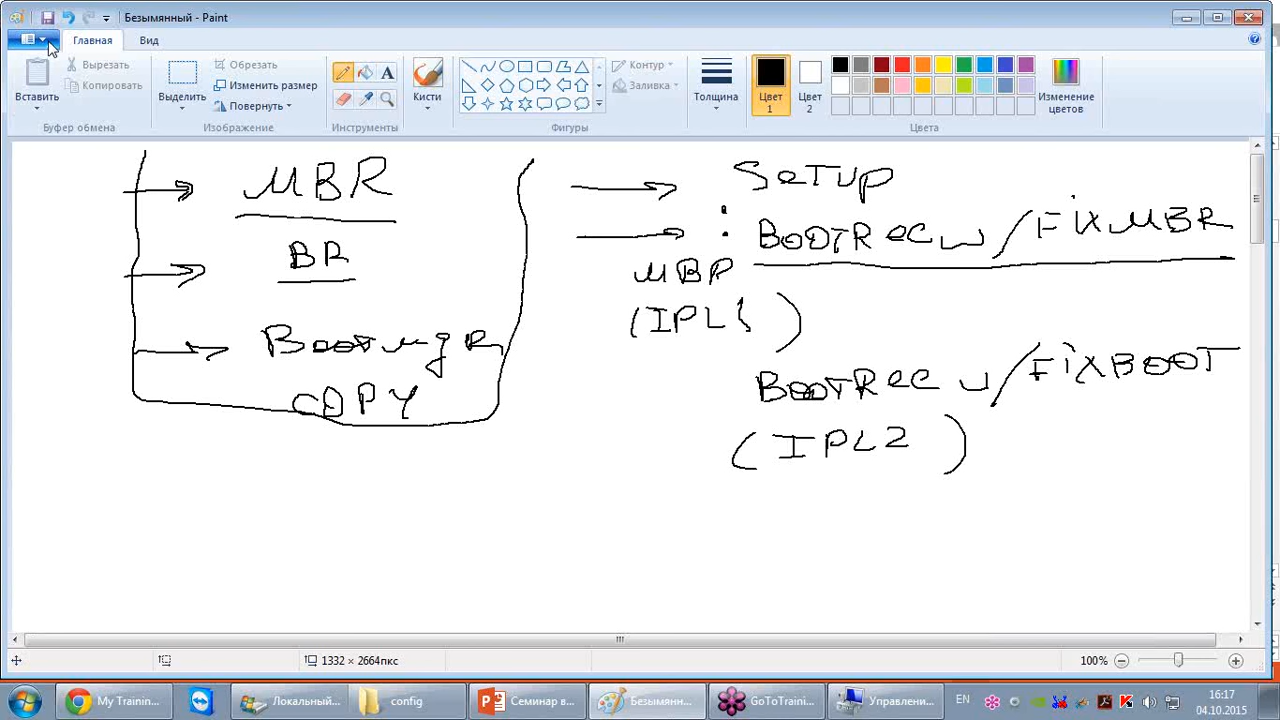 Безымянный - Paint
Главная
Вид
Вставить
Вырезать
Копировать
Буфер обмена
Выделить
Обрезать
Изменить размер
Повернуть
Изображение
Инструменты
Кисти
Фигуры
Контур
Заливка
Толщина
Цвет 1
Цвет 2
Изменение цветов
Цвета
MBR
BR
Bootmgr
COPY
SETUP
: BOOTREC /FIXMBR
MBR
(IPL1)
BOOTREC /FIXBOOT
(IPL2)
1332 × 2664пкс
100%
My Trainin...
Локальный...
config
Семинар в...
Безымянн...
GoToTraini...
Управлени...
EN
16:17
04.10.2015